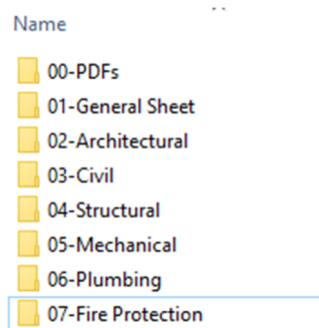 Name
00-PDFs
01-General Sheet
02-Architectural
03-Civil
04-Structural
05-Mechanical
06-Plumbing
07-Fire Protection